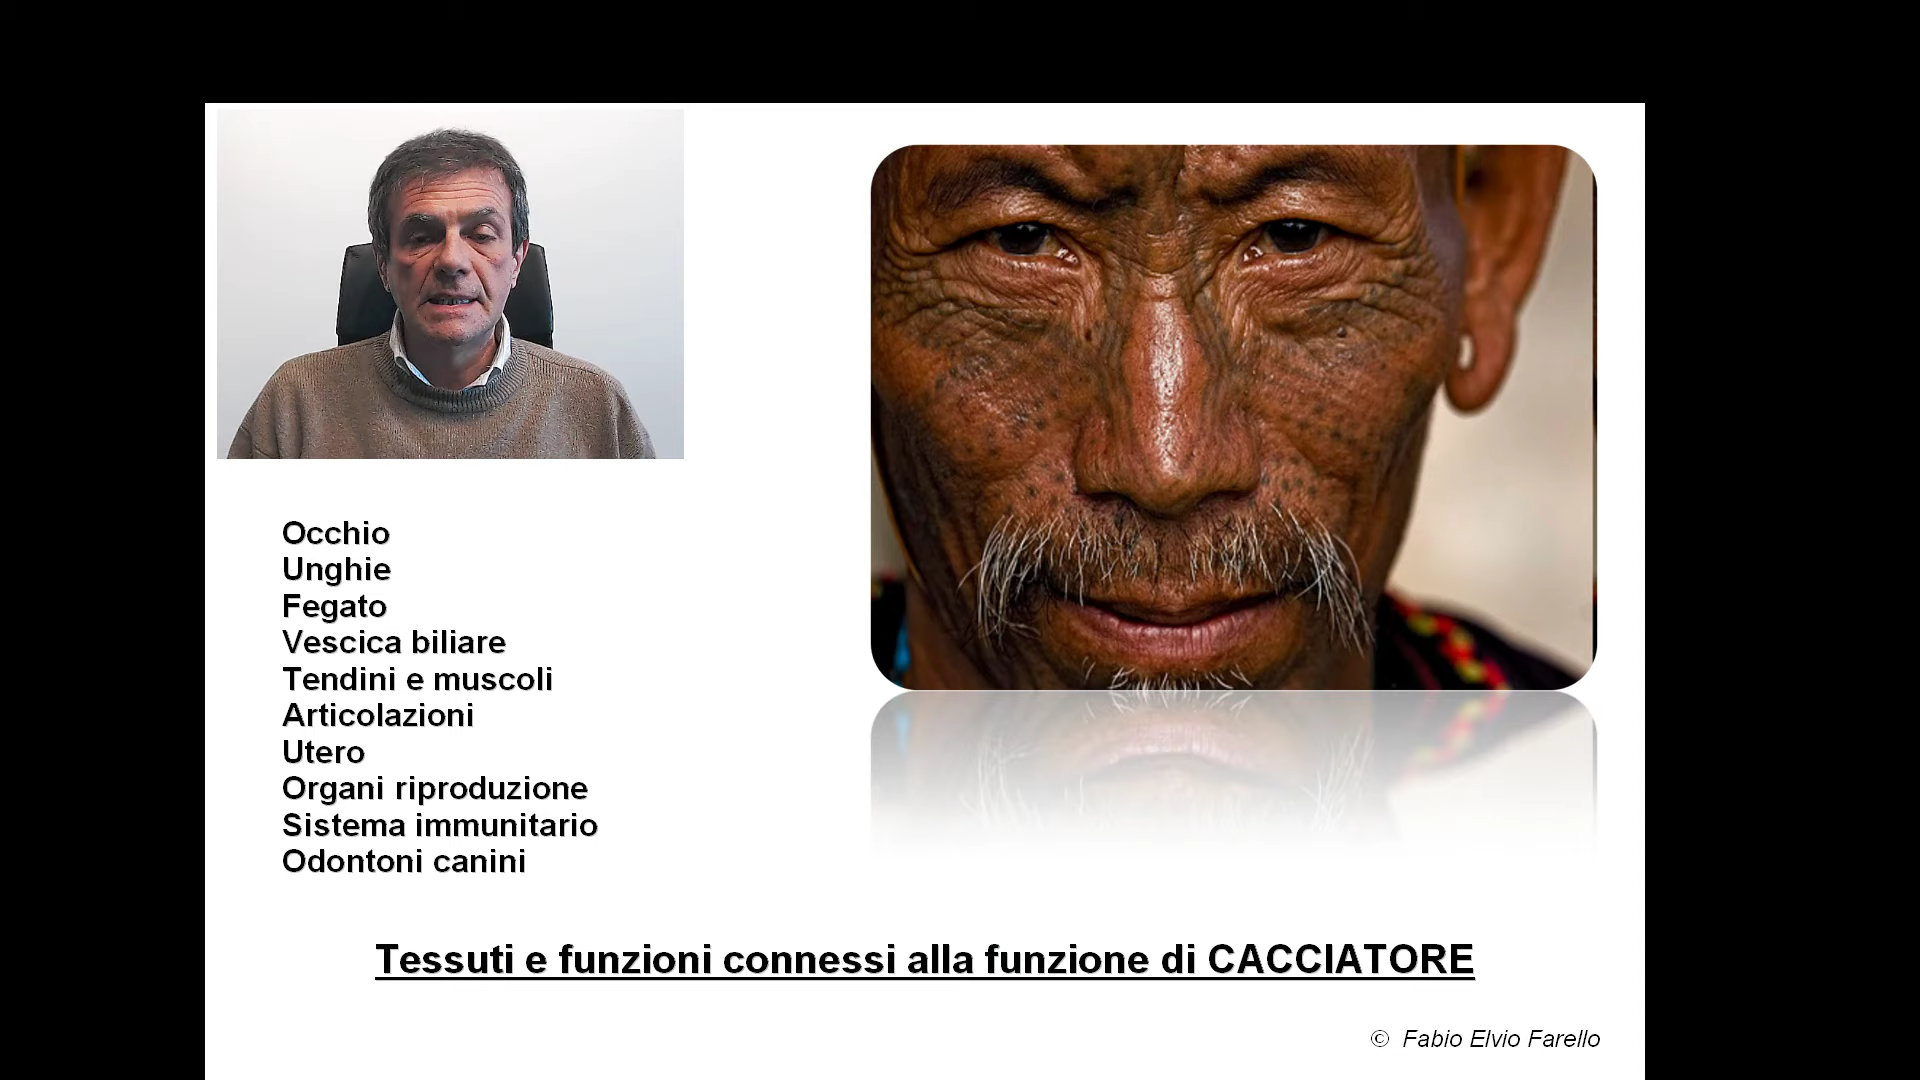 Occhio
Unghie
Fegato
Vescica biliare
Tendini e muscoli
Articolazioni
Utero
Organi riproduzione
Sistema immunitario
Odontoni canini
Tessuti e funzioni connessi alla funzione di CACCIATORE
© Fabio Elvio Farello